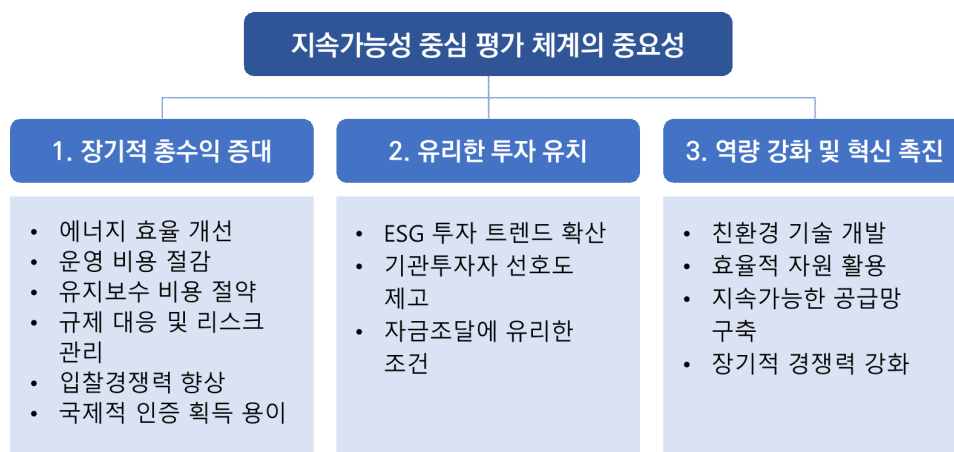 지속가능성 중심 평가 체계의 중요성
1. 장기적 총수익 증대
• 에너지 효율 개선
• 운영 비용 절감
• 유지보수 비용 절약
• 규제 대응 및 리스크
관리
• 입찰경쟁력 향상
• 국제적 인증 획득 용이
2. 유리한 투자 유치
• ESG 투자 트렌드 확산
• 기관투자자 선호도
제고
• 자금조달에 유리한
조건
3. 역량 강화 및 혁신 촉진
• 친환경 기술 개발
• 효율적 자원 활용
• 지속가능한 공급망
구축
• 장기적 경쟁력 강화